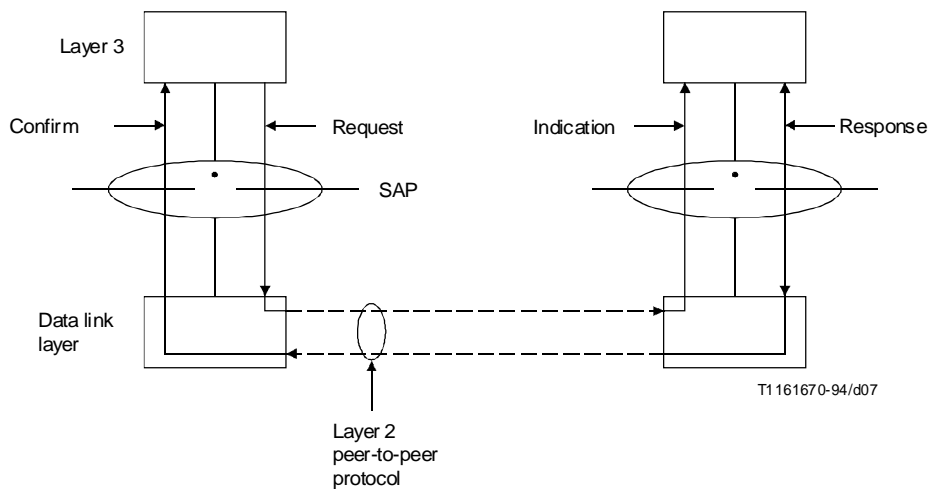 Layer 3
Confirm
Request
Indication
Response
SAP
Data link
layer
T1161670-94/d07
Layer 2
peer-to-peer
protocol